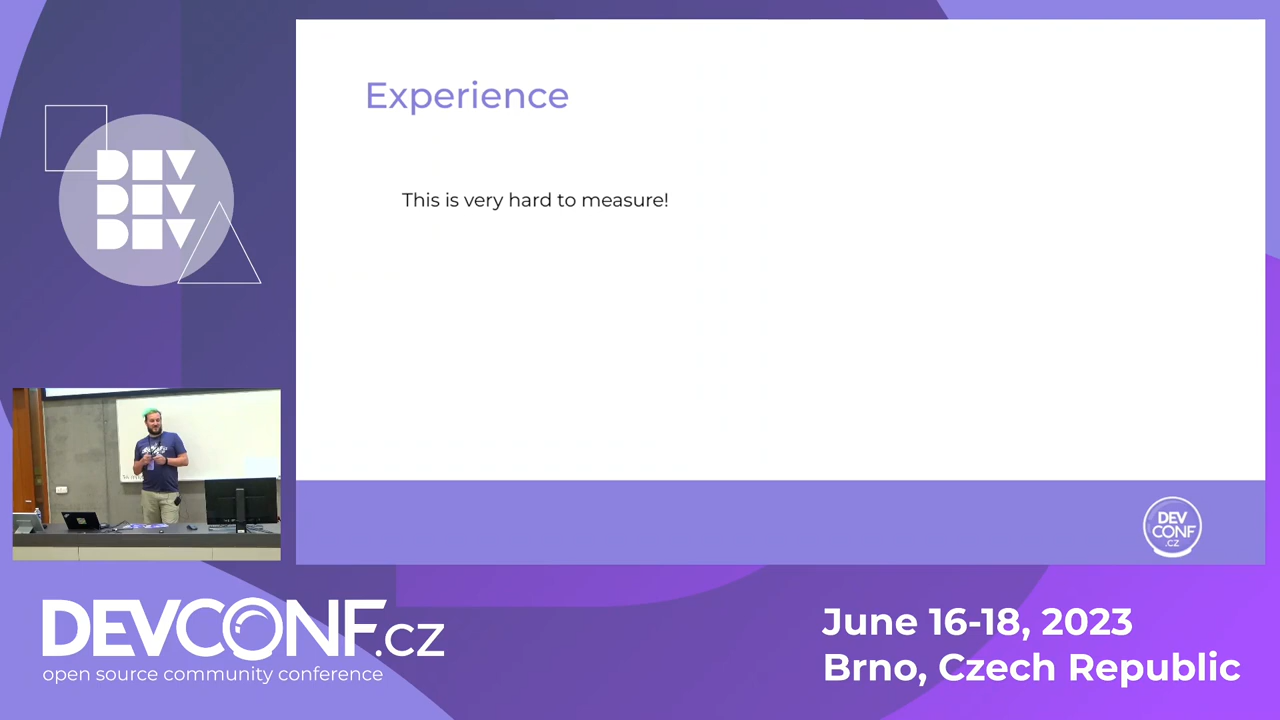 Experience
This is very hard to measure!
DEV
DEV
DEV
DEV
CONF
.CZ
DEVCONF.cz
open source community conference
June 16-18, 2023
Brno, Czech Republic